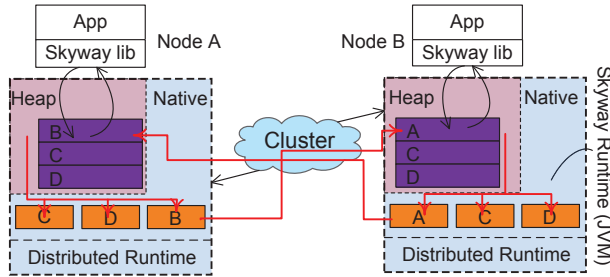 App
Skyway lib
Node A
Heap
Native
B
C
D
C
D
B
Distributed Runtime
Cluster
Node B
App
Skyway lib
Heap
Native
A
C
D
A
C
D
Distributed Runtime
Skyway Runtime (JVM)